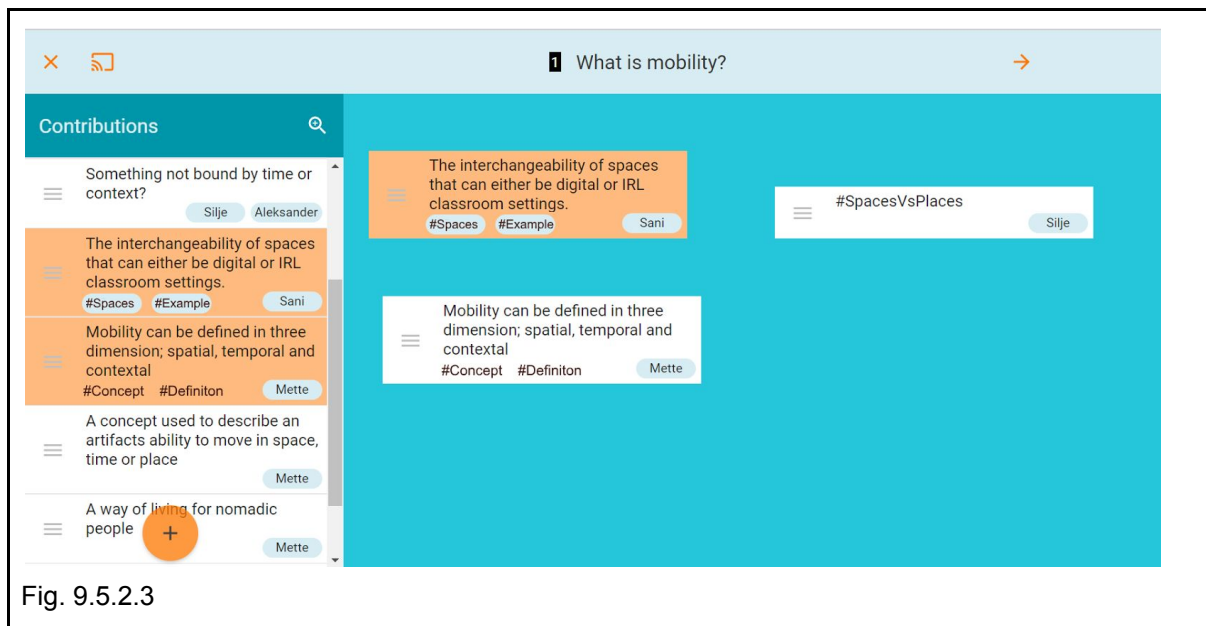 1 What is mobility?
Contributions
Something not bound by time or
context?
Silje Aleksander
The interchangeability of spaces
that can either be digital or IRL
classroom settings.
#Spaces #Example Sani
Mobility can be defined in three
dimension; spatial, temporal and
contextal
#Concept #Definiton Mette
A concept used to describe an
artifacts ability to move in space,
time or place
Mette
A way of living for nomadic
people
Mette
The interchangeability of spaces
that can either be digital or IRL
classroom settings.
#Spaces #Example Sani
#SpacesVsPlaces
Silje
Mobility can be defined in three
dimension; spatial, temporal and
contextal
#Concept #Definiton Mette
Fig. 9.5.2.3